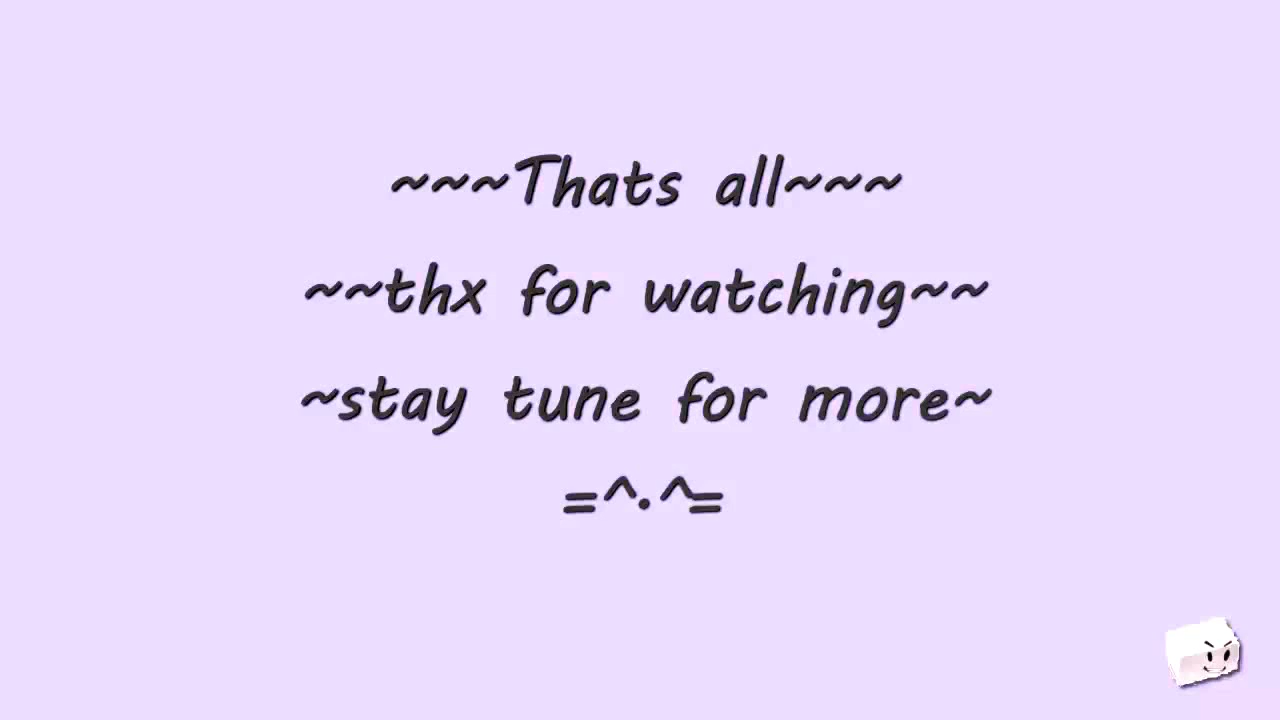 ~~~Thats all~~~
~~thx for watching~~
~stay tune for more~
=^.^=